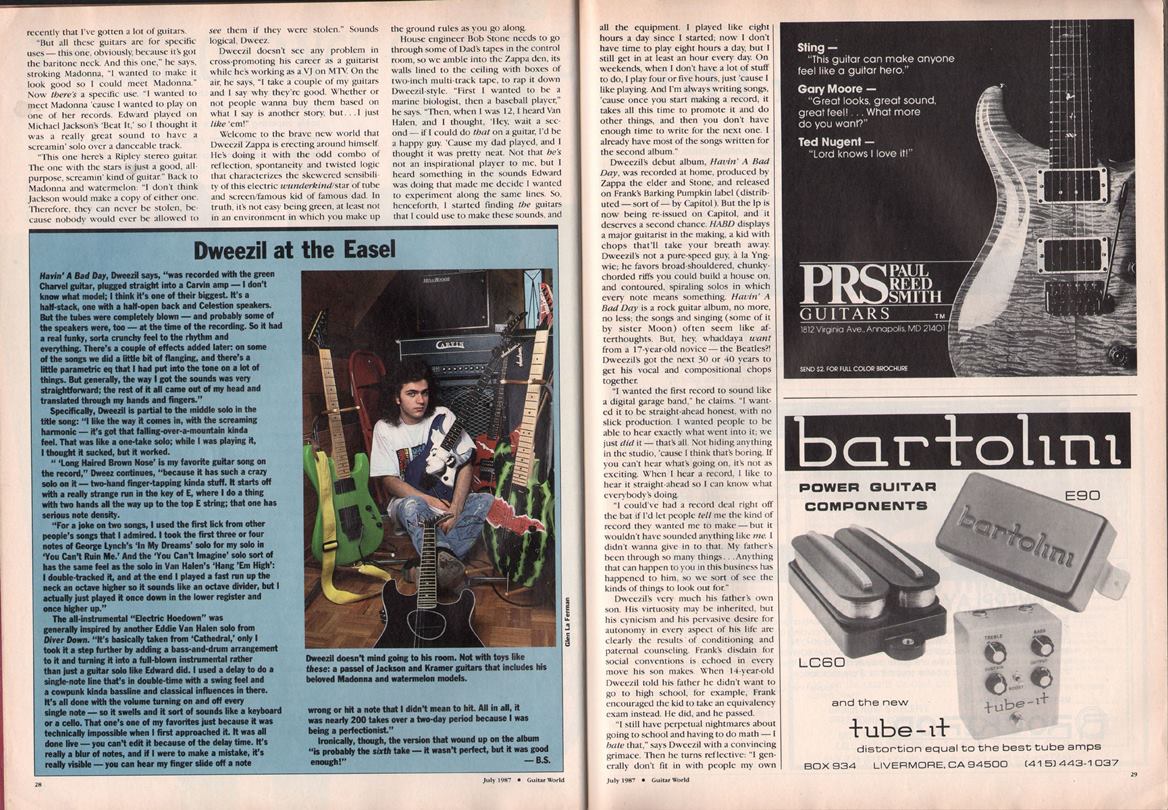 recently that I've gotten a lot of guitars.
"But all these guitars are for specific
uses — this one, obviously, because it's got
the baritone neck. And this one," he says,
stroking Madonna, "I wanted to make it
look good so I could meet Madonna."
Now there's a specific use. "I wanted to
meet Madonna 'cause I wanted to play on
one of her records. Edward played on
Michael Jackson's 'Beat It,' so I thought it
was a really great sound to have a
screamin' solo over a danceable track.
"This one here's a Ripley stereo guitar.
The one with the stars is just a good, all-
purpose, screamin' kind of guitar." Back to
Madonna and watermelon: "I don't think
Jackson would make a copy of either one.
Therefore, they can never be stolen, be-
cause nobody would ever be allowed to
see them if they were stolen." Sounds
logical, Dweez.
Dweezil doesn't see any problem in
cross-promoting his career as a guitarist
while he's working as a VJ on MTV. On the
air, he says, "I take a couple of my guitars
and I say why they're good. Whether or
not people wanna buy them based on
what I say is another story, but . . . I just
like 'em!"
Welcome to the brave new world that
Dweezil Zappa is erecting around himself.
He's doing it with the odd combo of
reflection, spontaneity and twisted logic
that characterizes the skewered sensibili-
ty of this electric wunderkind/star of tube
and screen/famous kid of famous dad. In
truth, it's not easy being green, at least not
in an environment in which you make up
the ground rules as you go along.
House engineer Bob Stone needs to go
through some of Dad's tapes in the control
room, so we amble into the Zappa den, its
walls lined to the ceiling with boxes of
two-inch multi-track tape, to rap it down
Dweezil-style. "First I wanted to be a
marine biologist, then a baseball player,"
he says. "Then, when I was 12, I heard Van
Halen, and I thought, 'Hey, wait a sec-
ond — if I could do that on a guitar, I'd be
a happy guy. 'Cause my dad played, and I
thought it was pretty neat. Not that he's
not an inspirational player to me, but I
heard something in the sounds Edward
was doing that made me decide I wanted
to experiment along the same lines. So,
henceforth, I started finding the guitars
that I could use to make these sounds, and
Dweezil at the Easel
Havin' A Bad Day, Dweezil says, "was recorded with the green
Charvel guitar, plugged straight into a Carvin amp — I don't
know what model; I think it's one of their biggest. It's a
half-stack, one with a half-open back and Celestion speakers.
But the tubes were completely blown — and probably some of
the speakers were, too — at the time of the recording. So it had
a real funky, sorta crunchy feel to the rhythm and
everything. There's a couple of effects added later: on some
of the songs we did a little bit of flanging, and there's a
little parametric eq that I had put into the tone on a lot of
things. But generally, the way I got the sounds was very
straightforward; the rest of it all came out of my head and
translated through my hands and fingers."
Specifically, Dweezil is partial to the middle solo in the
title song: "I like the way it comes in, with the screaming
harmonic — it's got that falling-over-a-mountain kinda
feel. That was like a one-take solo; while I was playing it,
I thought it sucked, but it worked.
" 'Long Haired Brown Nose' is my favorite guitar song on
the record," Dweez continues, "because it has such a crazy
solo on it — two-hand finger-tapping kinda stuff. It starts off
with a really strange run in the key of E, where I do a thing
with two hands all the way up to the top E string; that one has
serious note density.
"For a joke on two songs, I used the first lick from other
people's songs that I admired. I took the first three or four
notes of George Lynch's 'In My Dreams' solo for my solo in
'You Can't Ruin Me.' And the 'You Can't Imagine' solo sort of
has the same feel as the solo in Van Halen's 'Hang 'Em High':
I double-tracked it, and at the end I played a fast run up the
neck an octave higher so it sounds like an octave divider, but I
actually just played it once down in the lower register and
once higher up."
The all-instrumental "Electric Hoedown" was
generally inspired by another Eddie Van Halen solo from
Diver Down. "It's basically taken from 'Cathedral,' only I
took it a step further by adding a bass-and-drum arrangement
to it and turning it into a full-blown instrumental rather
than just a guitar solo like Edward did. I used a delay to do a
single-note line that's in double-time with a swing feel and
a cowpunk kinda bassline and classical influences in there.
It's all done with the volume turning on and off every
single note — so it swells and it sort of sounds like a keyboard
or a cello. That one's one of my favorites just because it was
technically impossible when I first approached it. It was all
done live — you can't edit it because of the delay time. It's
really a blur of notes, and if I were to make a mistake, it's
really visible — you can hear my finger slide off a note
CARVIN
Glen La Ferman
Dweezil doesn't mind going to his room. Not with toys like
these: a passel of Jackson and Kramer guitars that includes his
beloved Madonna and watermelon models.
wrong or hit a note that I didn't mean to hit. All in all, it
was nearly 200 takes over a two-day period because I was
being a perfectionist."
Ironically, though, the version that wound up on the album
"is probably the sixth take — it wasn't perfect, but it was good
enough!" — B.S.
28
July 1987 • Guitar World
all the equipment. I played like eight
hours a day since I started; now I don't
have time to play eight hours a day, but I
still get in at least an hour every day. On
weekends, when I don't have a lot of stuff
to do, I play four or five hours, just 'cause I
like playing. And I'm always writing songs,
'cause once you start making a record, it
takes all this time to promote it and do
other things, and then you don't have
enough time to write for the next one. I
already have most of the songs written for
the second album."
Dweezil's debut album, Havin' A Bad
Day, was recorded at home, produced by
Zappa the elder and Stone, and released
on Frank's Barking Pumpkin label (distrib-
uted — sort of — by Capitol). But the lp is
now being re-issued on Capitol, and it
deserves a second chance. HABD displays
a major guitarist in the making, a kid with
chops that'll take your breath away.
Dweezil's not a pure-speed guy, à la Yng-
wie; he favors broad-shouldered, chunky-
chorded riffs you could build a house on,
and contoured, spiraling solos in which
every note means something. Havin' A
Bad Day is a rock guitar album, no more,
no less; the songs and singing (some of it
by sister Moon) often seem like af-
terthoughts. But, hey, whaddaya want
from a 17-year-old novice — the Beatles?!
Dweezil's got the next 30 or 40 years to
get his vocal and compositional chops
together.
"I wanted the first record to sound like
a digital garage band," he claims. "I want-
ed it to be straight-ahead honest, with no
slick production. I wanted people to be
able to hear exactly what went into it; we
just did it — that's all. Not hiding anything
in the studio, 'cause I think that's boring. If
you can't hear what's going on, it's not as
exciting. When I hear a record, I like to
hear it straight-ahead so I can know what
everybody's doing.
"I could've had a record deal right off
the bat if I'd let people tell me the kind of
record they wanted me to make — but it
wouldn't have sounded anything like me. I
didn't wanna give in to that. My father's
been through so many things . . . Anything
that can happen to you in this business has
happened to him, so we sort of see the
kinds of things to look out for."
Dweezil's very much his father's own
son. His virtuosity may be inherited, but
his cynicism and his pervasive desire for
autonomy in every aspect of his life are
clearly the results of conditioning and
paternal counseling. Frank's disdain for
social conventions is echoed in every
move his son makes. When 14-year-old
Dweezil told his father he didn't want to
go to high school, for example, Frank
encouraged the kid to take an equivalency
exam instead. He did, and he passed.
"I still have perpetual nightmares about
going to school and having to do math — I
hate that," says Dweezil with a convincing
grimace. Then he turns reflective: "I gen-
erally don't fit in with people my own
July 1987 • Guitar World
29
Sting —
"This guitar can make anyone
feel like a guitar hero."
Gary Moore —
"Great looks, great sound,
great feel! . . . What more
do you want?"
Ted Nugent —
"Lord knows I love it!"
PRS PAUL
REED
SMITH
GUITARS TM
1812 Virginia Ave., Annapolis, MD 21401
SEND $2. FOR FULL COLOR BROCHURE
bartolini
POWER GUITAR
COMPONENTS
E90
bartolini
LC60
TREBLE
BASS
OUTPUT
BOOST
tube-it
and the new
tube-it
distortion equal to the best tube amps
BOX 934 LIVERMORE, CA 94500 (415) 443-1037